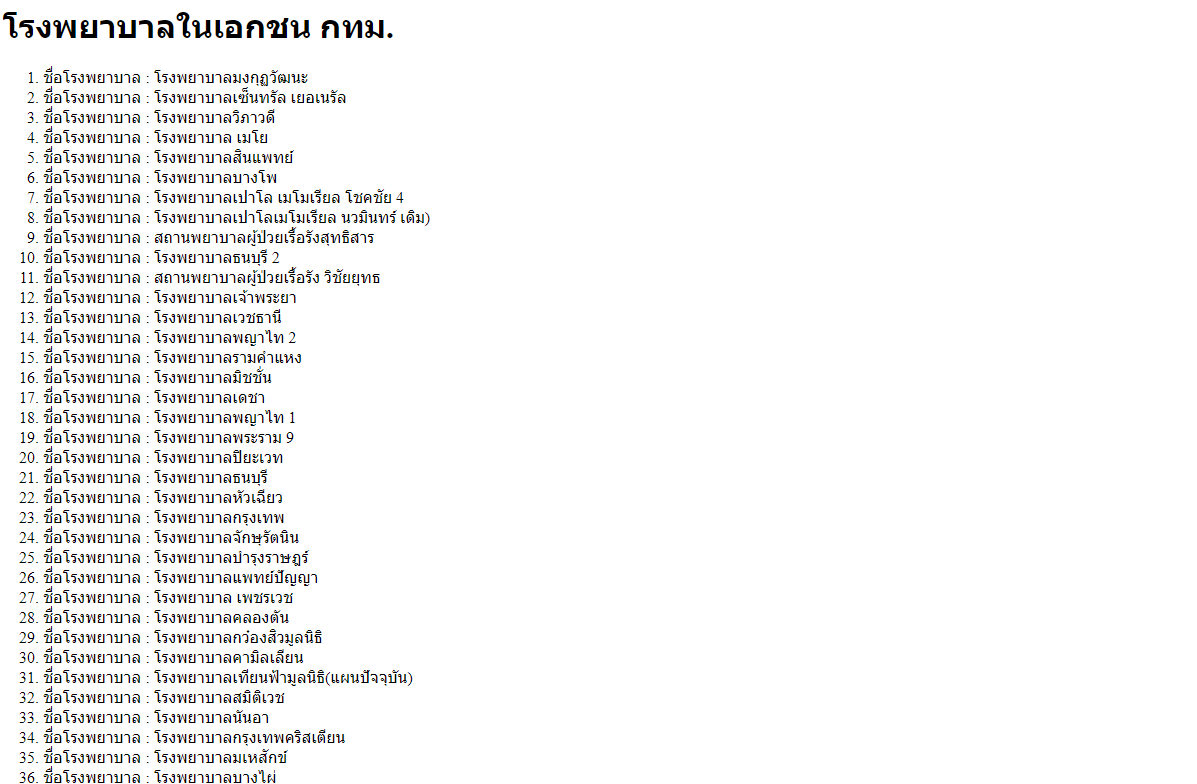 โรงพยาบาลในเอกชน กทม.
1. ชื่อโรงพยาบาล : โรงพยาบาลมงกุฎวัฒนะ
2. ชื่อโรงพยาบาล : โรงพยาบาลเซ็นทรัล เยอเนรัล
3. ชื่อโรงพยาบาล : โรงพยาบาลวิภาวดี
4. ชื่อโรงพยาบาล : โรงพยาบาล เมโย
5. ชื่อโรงพยาบาล : โรงพยาบาลสินแพทย์
6. ชื่อโรงพยาบาล : โรงพยาบาลบางโพ
7. ชื่อโรงพยาบาล : โรงพยาบาลเปาโล เมโมเรียล โชคชัย 4
8. ชื่อโรงพยาบาล : โรงพยาบาลเปาโลเมโมเรียล นวมินทร์ เดิม)
9. ชื่อโรงพยาบาล : สถานพยาบาลผู้ป่วยเรื้อรังสุทธิสาร
10. ชื่อโรงพยาบาล : โรงพยาบาลธนบุรี 2
11. ชื่อโรงพยาบาล : สถานพยาบาลผู้ป่วยเรื้อรัง วิชัยยุทธ
12. ชื่อโรงพยาบาล : โรงพยาบาลเจ้าพระยา
13. ชื่อโรงพยาบาล : โรงพยาบาลเวชธานี
14. ชื่อโรงพยาบาล : โรงพยาบาลพญาไท 2
15. ชื่อโรงพยาบาล : โรงพยาบาลรามคำแหง
16. ชื่อโรงพยาบาล : โรงพยาบาลมิชชั่น
17. ชื่อโรงพยาบาล : โรงพยาบาลเดชา
18. ชื่อโรงพยาบาล : โรงพยาบาลพญาไท 1
19. ชื่อโรงพยาบาล : โรงพยาบาลพระราม 9
20. ชื่อโรงพยาบาล : โรงพยาบาลปิยะเวท
21. ชื่อโรงพยาบาล : โรงพยาบาลธนบุรี
22. ชื่อโรงพยาบาล : โรงพยาบาลหัวเฉียว
23. ชื่อโรงพยาบาล : โรงพยาบาลกรุงเทพ
24. ชื่อโรงพยาบาล : โรงพยาบาลจักษุรัตนิน
25. ชื่อโรงพยาบาล : โรงพยาบาลบำรุงราษฎร์
26. ชื่อโรงพยาบาล : โรงพยาบาลแพทย์ปัญญา
27. ชื่อโรงพยาบาล : โรงพยาบาล เพชรเวช
28. ชื่อโรงพยาบาล : โรงพยาบาลคลองตัน
29. ชื่อโรงพยาบาล : โรงพยาบาลกว๋องสิวมูลนิธิ
30. ชื่อโรงพยาบาล : โรงพยาบาลคามิลเลียน
31. ชื่อโรงพยาบาล : โรงพยาบาลเทียนฟ้ามูลนิธิ(แผนปัจจุบัน)
32. ชื่อโรงพยาบาล : โรงพยาบาลสมิติเวช
33. ชื่อโรงพยาบาล : โรงพยาบาลนันอา
34. ชื่อโรงพยาบาล : โรงพยาบาลกรุงเทพคริสเตียน
35. ชื่อโรงพยาบาล : โรงพยาบาลมเหสักข์
36. ชื่อโรงพยาบาล : โรงพยาบาลบางไผ่